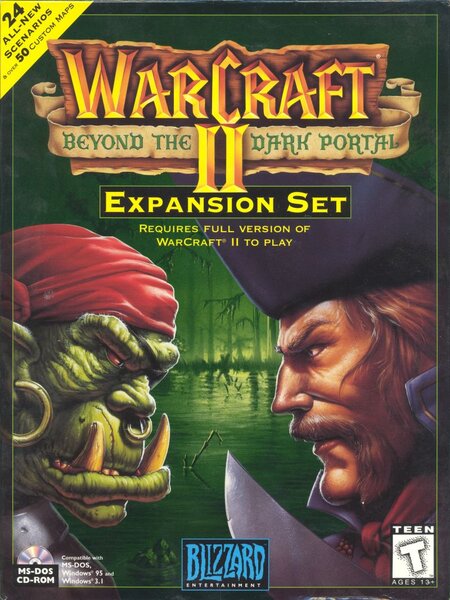 24
ALL-NEW
SCENARIOS
& OVER 50 CUSTOM MAPS
WARCRAFT®
II
BEYOND THE DARK PORTAL
EXPANSION SET
REQUIRES FULL VERSION OF
WARCRAFT® II TO PLAY
MS-DOS
CD-ROM
Compatible with
MS-DOS,
Windows® 95 and
Windows® 3.1
BLIZZARD
ENTERTAINMENT
TEEN
T
AGES 13+